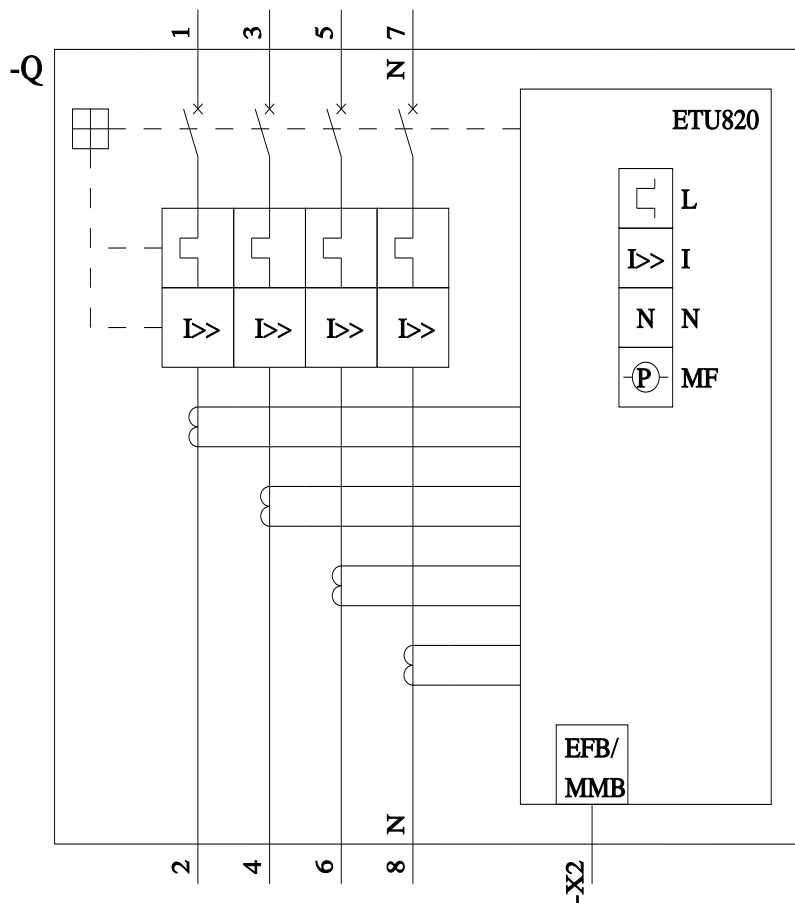 1 3 5 7
-Q
N
ETU820
L
I>> I
N N
P MF
I>> I>> I>> I>>
EFB/
MMB
N
2 4 6 8
-X2